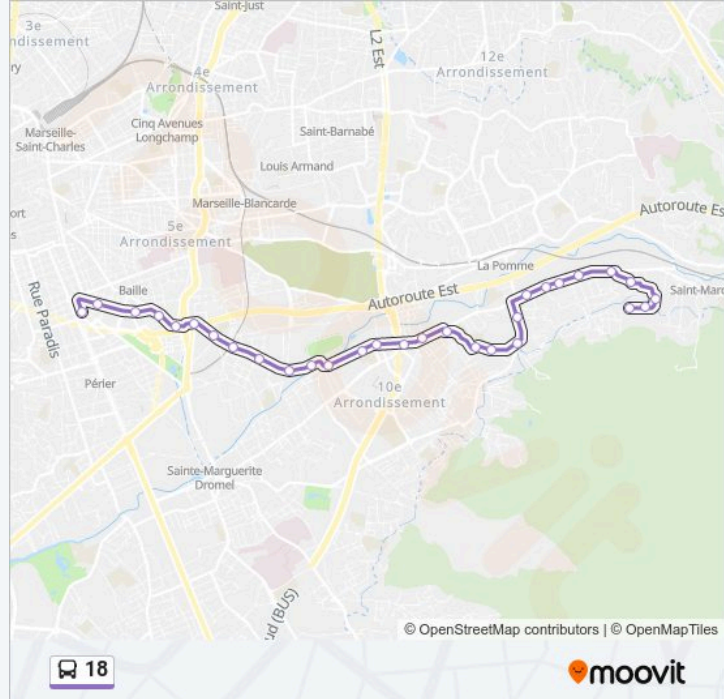 Saint-Just
3e
ndissement
12e
Arrondissement
L2 Est
ry
4e
Arrondissement
Cinq Avenues
Longchamp
Marseille-
Saint-Charles
Saint-Barnabé
Louis Armand
Marseille-Blancarde
ort
s
5e
Arrondissement
Autoroute Es
La Pomme
Rue Paradis
Baille
Autoroute Est
Saint-Marc
Périer
10e
Arrondissement
Sainte-Marguerite
Dromel
ud (BUS)
© OpenStreetMap contributors | © OpenMapTiles
18
moovit